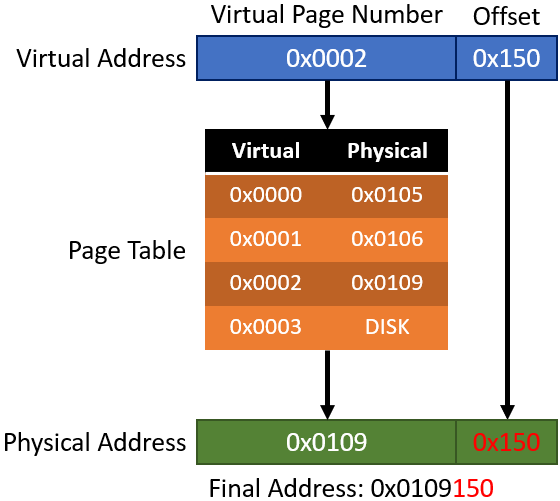 Virtual Page Number Offset
Virtual Address 0x0002 0x150
Virtual Physical
0x0000 0x0105
0x0001 0x0106
Page Table
0x0002 0x0109
0x0003 DISK
Physical Address 0x0109 0x150
Final Address: 0x0109150